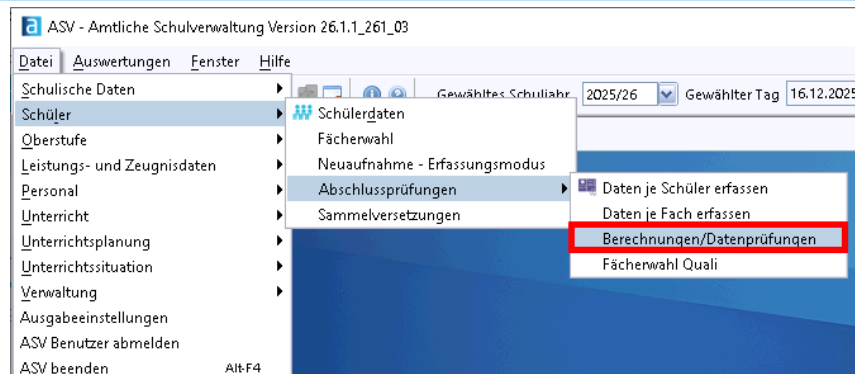 ASV - Amtliche Schulverwaltung Version 26.1.1_261_03
Datei Auswertungen Fenster Hilfe
Gewähltes Schuljahr 2025/26 Gewählter Tag 16.12.2025
Schulische Daten
Schüler
Oberstufe
Leistungs- und Zeugnisdaten
Personal
Unterricht
Unterrichtsplanung
Unterrichtssituation
Verwaltung
Ausgabeeinstellungen
ASV Benutzer abmelden
ASV beenden Alt-F4
Schülerdaten
Fächerwahl
Neuaufnahme - Erfassungsmodus
Abschlussprüfungen
Sammelversetzungen
Daten je Schüler erfassen
Daten je Fach erfassen
Berechnungen/Datenprüfungen
Fächerwahl Quali